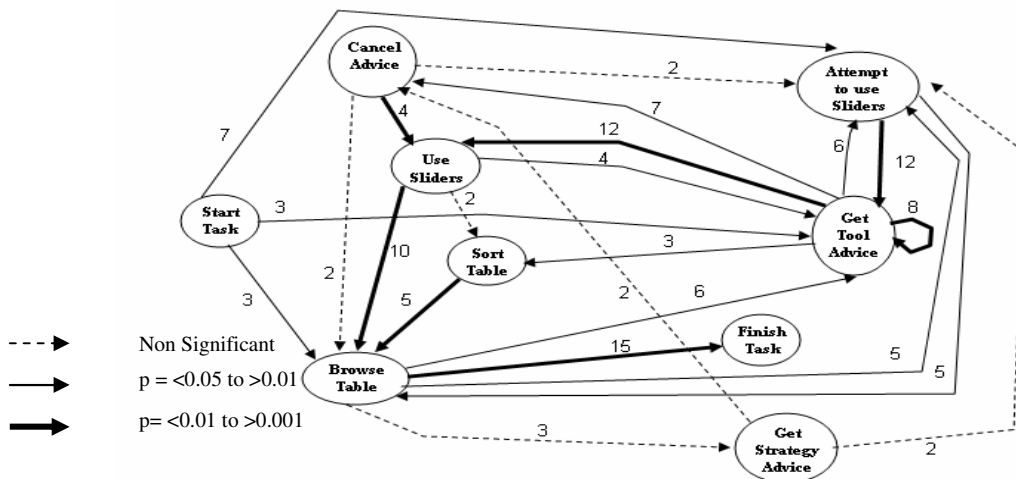 Cancel
Advice
2
Attempt
to use
Sliders
7
7
4
12
6
12
Use
Sliders
4
2
Start
Task
3
8
Get
Tool
Advice
3
10
Sort
Table
2
3
5
2
6
Non Significant
Finish
Task
15
p = <0.05 to >0.01
Browse
Table
5
5
p= <0.01 to >0.001
3
Get
Strategy
Advice
2